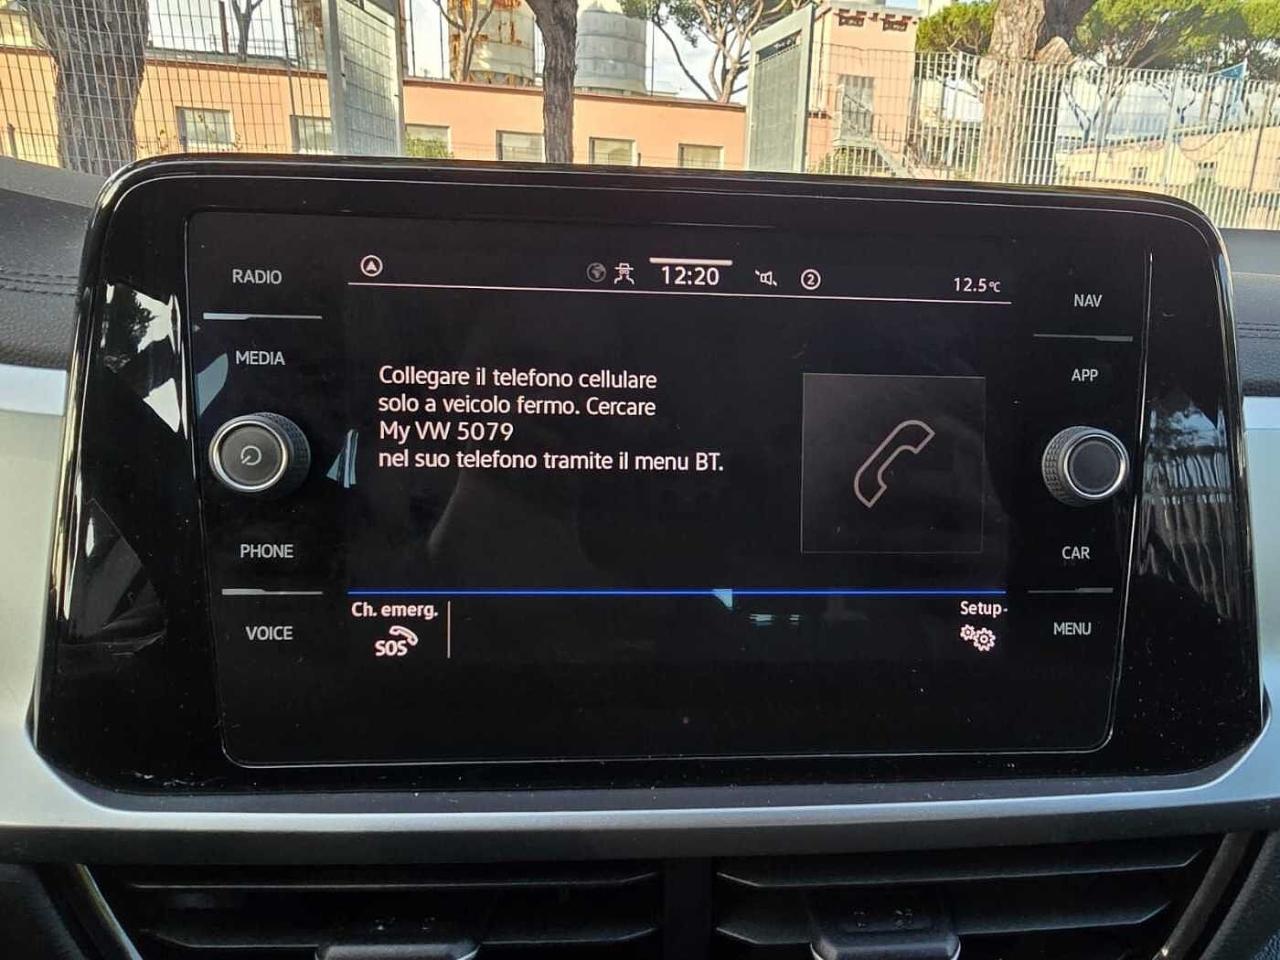 RADIO
MEDIA
PHONE
VOICE
12:20
2
12.5°C
Collegare il telefono cellulare
solo a veicolo fermo. Cercare
My VW 5079
nel suo telefono tramite il menu BT.
Ch. emerg.
SOS
Setup
NAV
APP
CAR
MENU